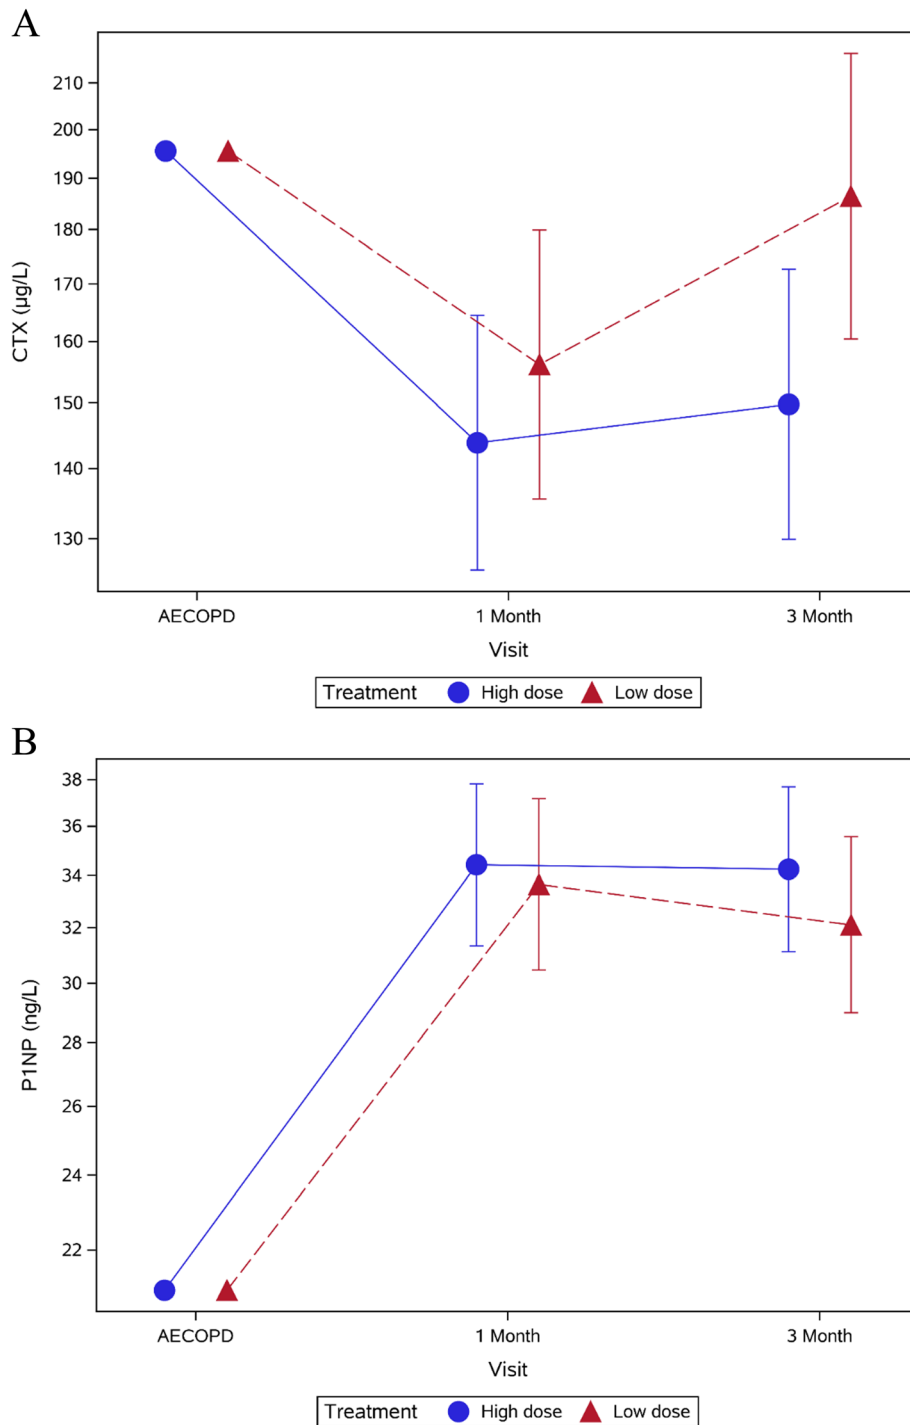 A
210
200
190
180
170
160
150
140
130
CTX (µg/L)
AECOPD 1 Month 3 Month
Visit
Treatment High dose Low dose
B
38
36
34
32
30
28
26
24
22
P1NP (ng/L)
AECOPD 1 Month 3 Month
Visit
Treatment High dose Low dose